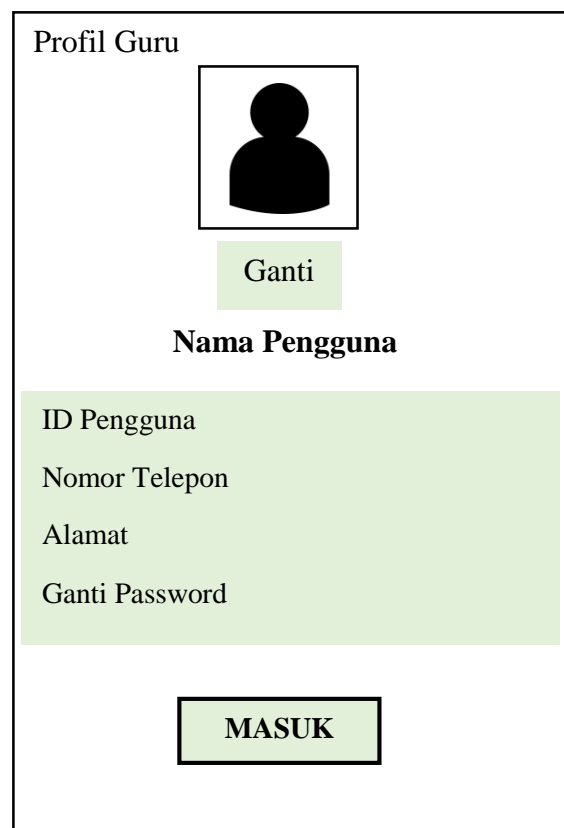 Profil Guru
Ganti
Nama Pengguna
ID Pengguna
Nomor Telepon
Alamat
Ganti Password
MASUK